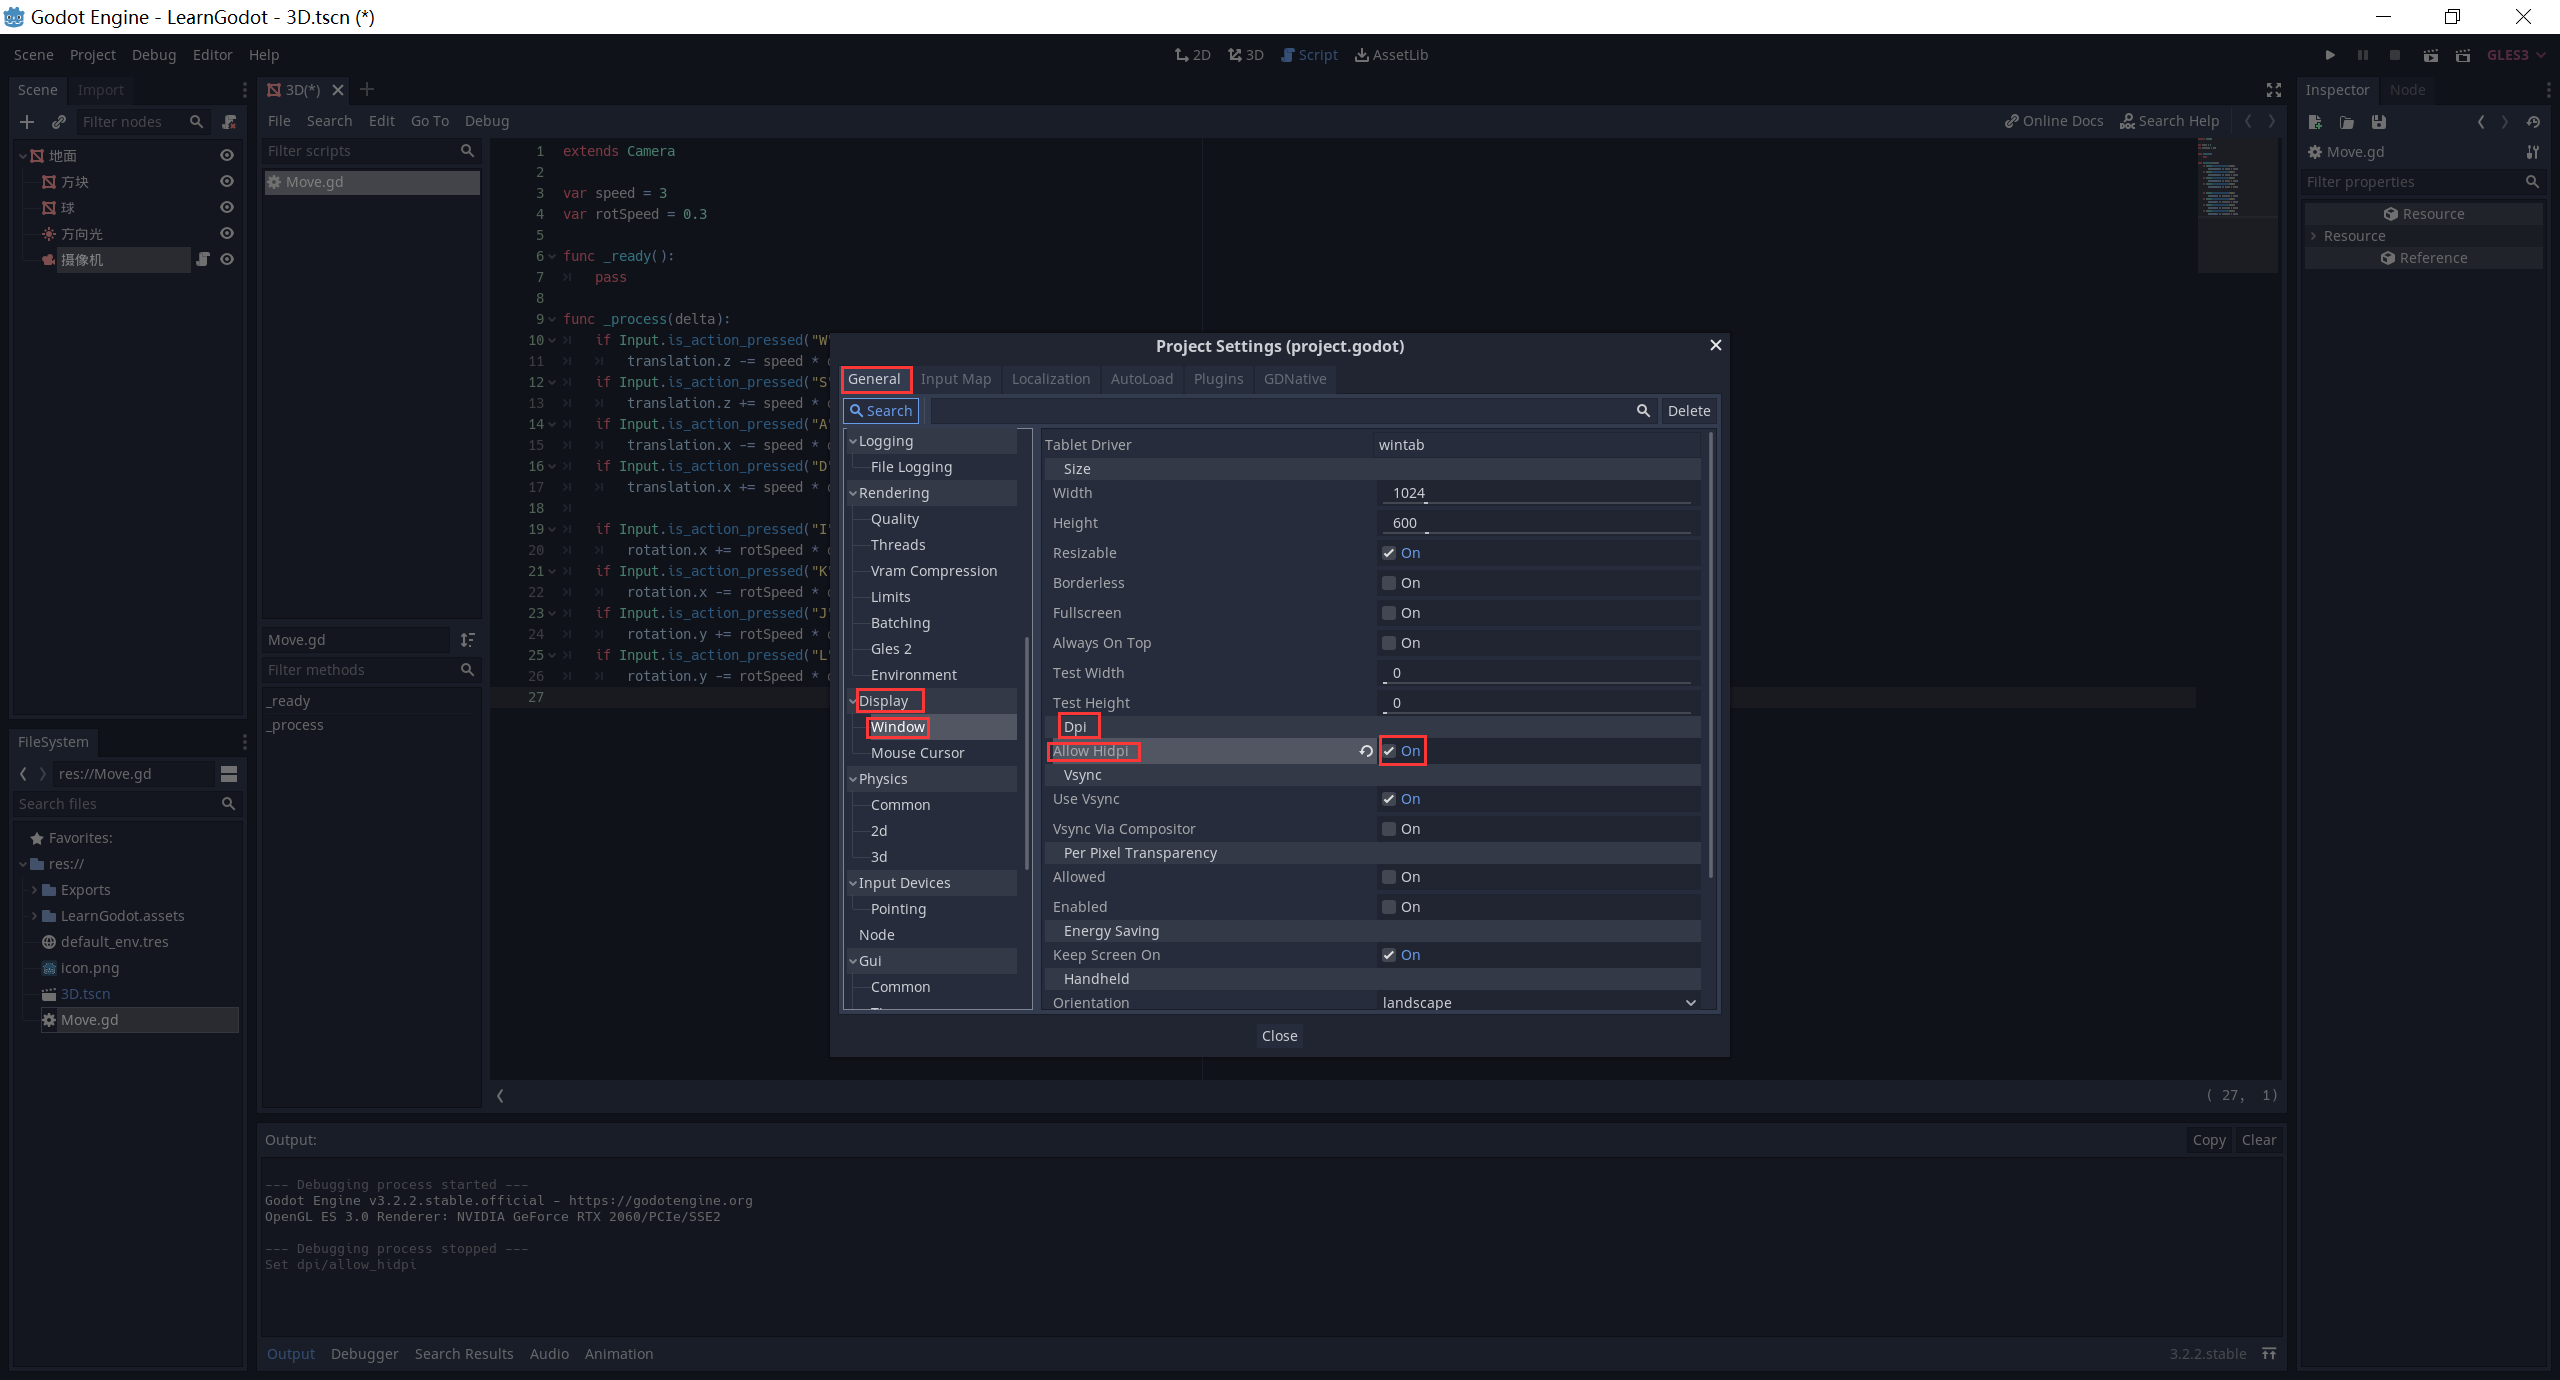 Godot Engine - LearnGodot - 3D.tscn (*)
Scene Project Debug Editor Help
2D 3D Script AssetLib
GLES3
Scene Import
Filter nodes
地面
方块
球
方向光
摄像机
3D(*)
File Search Edit Go To Debug
Online Docs Search Help
Filter scripts
Move.gd
Move.gd
Filter methods
_ready
_process
1 extends Camera
2
3 var speed = 3
4 var rotSpeed = 0.3
5
6 func _ready():
7 pass
8
9 func _process(delta):
10 if Input.is_action_pressed("W"
11 translation.z -= speed *
12 if Input.is_action_pressed("S"
13 translation.z += speed *
14 if Input.is_action_pressed("A"
15 translation.x -= speed *
16 if Input.is_action_pressed("D"
17 translation.x += speed *
18
19 if Input.is_action_pressed("I"
20 rotation.x += rotSpeed *
21 if Input.is_action_pressed("K"
22 rotation.x -= rotSpeed *
23 if Input.is_action_pressed("J"
24 rotation.y += rotSpeed *
25 if Input.is_action_pressed("L"
26 rotation.y -= rotSpeed *
27
( 27, 1)
Project Settings (project.godot)
General Input Map Localization AutoLoad Plugins GDNative
Search Delete
Logging
File Logging
Rendering
Quality
Threads
Vram Compression
Limits
Batching
Gles 2
Environment
Display
Window
Mouse Cursor
Physics
Common
2d
3d
Input Devices
Pointing
Node
Gui
Common
Tablet Driver wintab
Size
Width 1024
Height 600
Resizable On
Borderless On
Fullscreen On
Always On Top On
Test Width 0
Test Height 0
Dpi
Allow Hidpi On
Vsync
Use Vsync On
Vsync Via Compositor On
Per Pixel Transparency
Allowed On
Enabled On
Energy Saving
Keep Screen On On
Handheld
Orientation landscape
Close
Inspector Node
Move.gd
Filter properties
Resource
Resource
Reference
FileSystem
res://Move.gd
Search files
Favorites:
res://
Exports
LearnGodot.assets
default_env.tres
icon.png
3D.tscn
Move.gd
Output:
Copy Clear
--- Debugging process started ---
Godot Engine v3.2.2.stable.official - https://godotengine.org
OpenGL ES 3.0 Renderer: NVIDIA GeForce RTX 2060/PCIe/SSE2
--- Debugging process stopped ---
Set dpi/allow_hidpi
Output Debugger Search Results Audio Animation
3.2.2.stable